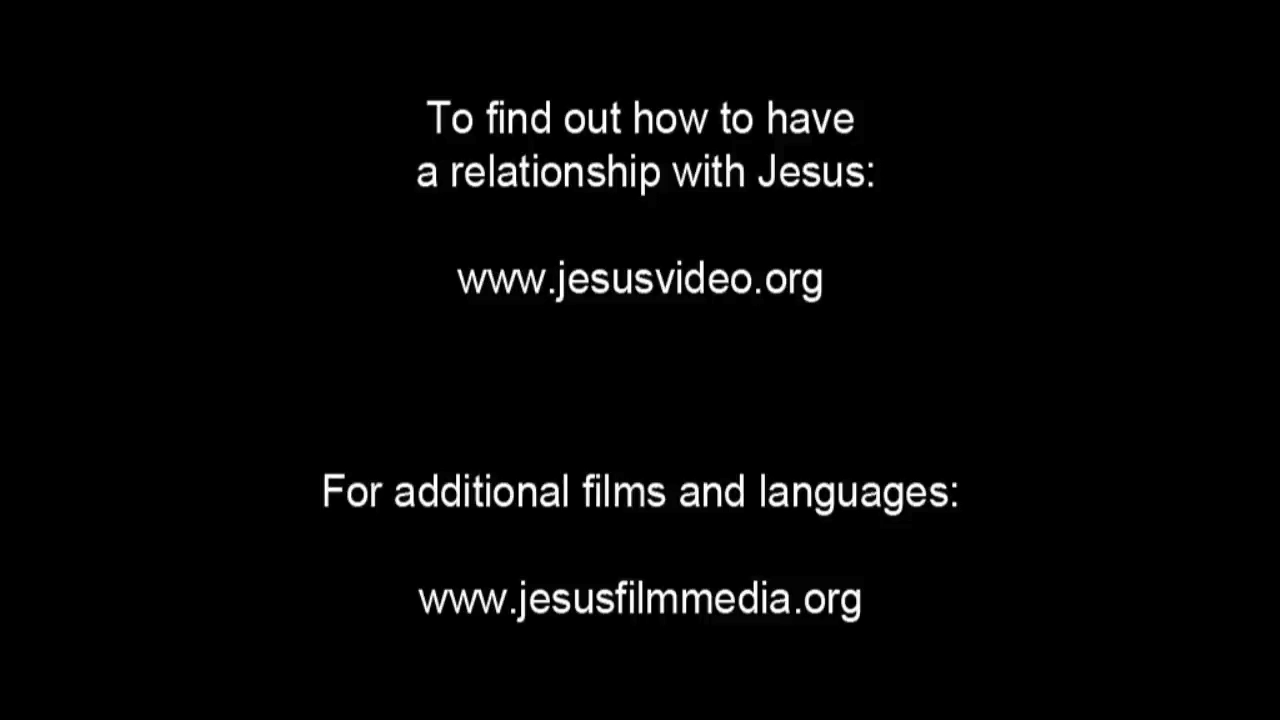 To find out how to have
a relationship with Jesus:
www.jesusvideo.org
For additional films and languages:
www.jesusfilmmedia.org